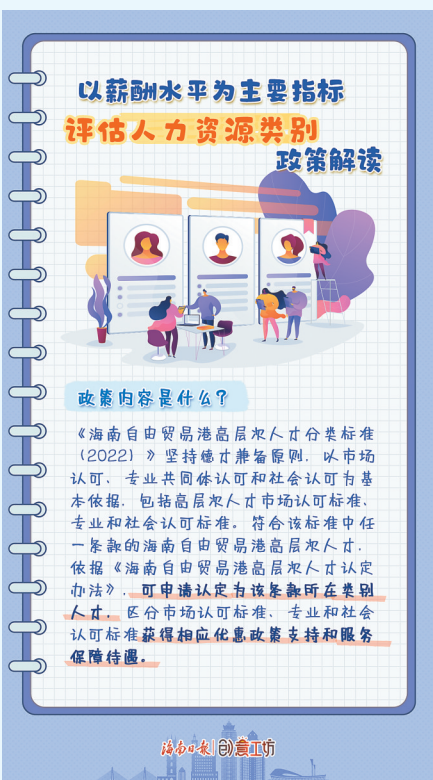 以薪酬水平为主要指标
评估人力资源类别
政策解读
政策内容是什么？
《海南自由贸易港高层次人才分类标准
（2022）》坚持德才兼备原则，以市场
认可、专业共同体认可和社会认可为基
本依据，包括高层次人才市场认可标准、
专业和社会认可标准。符合该标准中任
一条款的海南自由贸易港高层次人才，
依据《海南自由贸易港高层次人才认定
办法》，可申请认定为该条款所在类别
人才，区分市场认可标准、专业和社会
认可标准获得相应优惠政策支持和服务
保障待遇。
海南日报 创意工坊